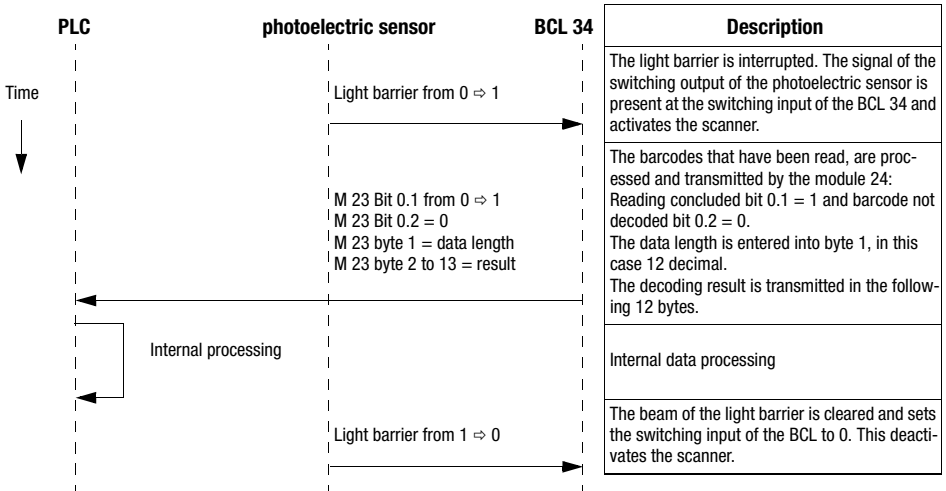 PLC photoelectric sensor BCL 34 Description
Time
Light barrier from 0 ⇨ 1
The light barrier is interrupted. The signal of the
switching output of the photoelectric sensor is
present at the switching input of the BCL 34 and
activates the scanner.
M 23 Bit 0.1 from 0 ⇨ 1
M 23 Bit 0.2 = 0
M 23 byte 1 = data length
M 23 byte 2 to 13 = result
The barcodes that have been read, are proc-
essed and transmitted by the module 24:
Reading concluded bit 0.1 = 1 and barcode not
decoded bit 0.2 = 0.
The data length is entered into byte 1, in this
case 12 decimal.
The decoding result is transmitted in the follow-
ing 12 bytes.
Internal processing
Internal data processing
Light barrier from 1 ⇨ 0
The beam of the light barrier is cleared and sets
the switching input of the BCL to 0. This deacti-
vates the scanner.